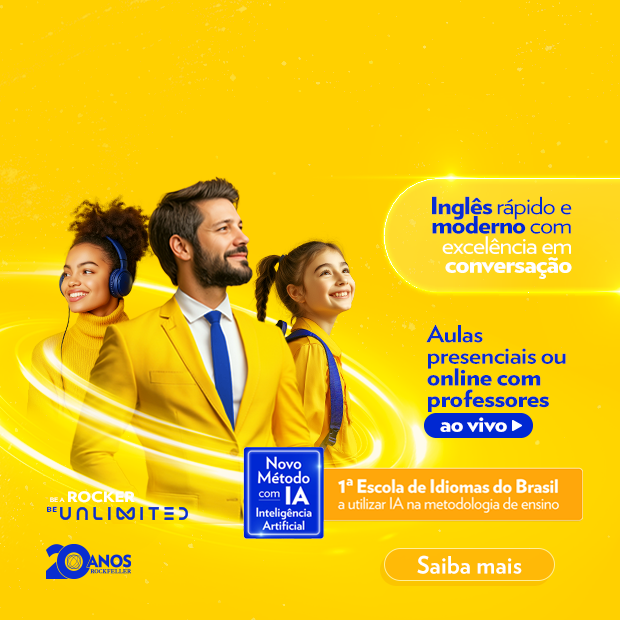 Inglês rápido e
moderno com
excelência em
conversação
Aulas
presenciais ou
online com
professores
ao vivo
Novo
Método
com IA
Inteligência
Artificial
1ª Escola de Idiomas do Brasil
a utilizar IA na metodologia de ensino
BE A ROCKER
BE UNLIMITED
20 ANOS
ROCKFELLER
Saiba mais